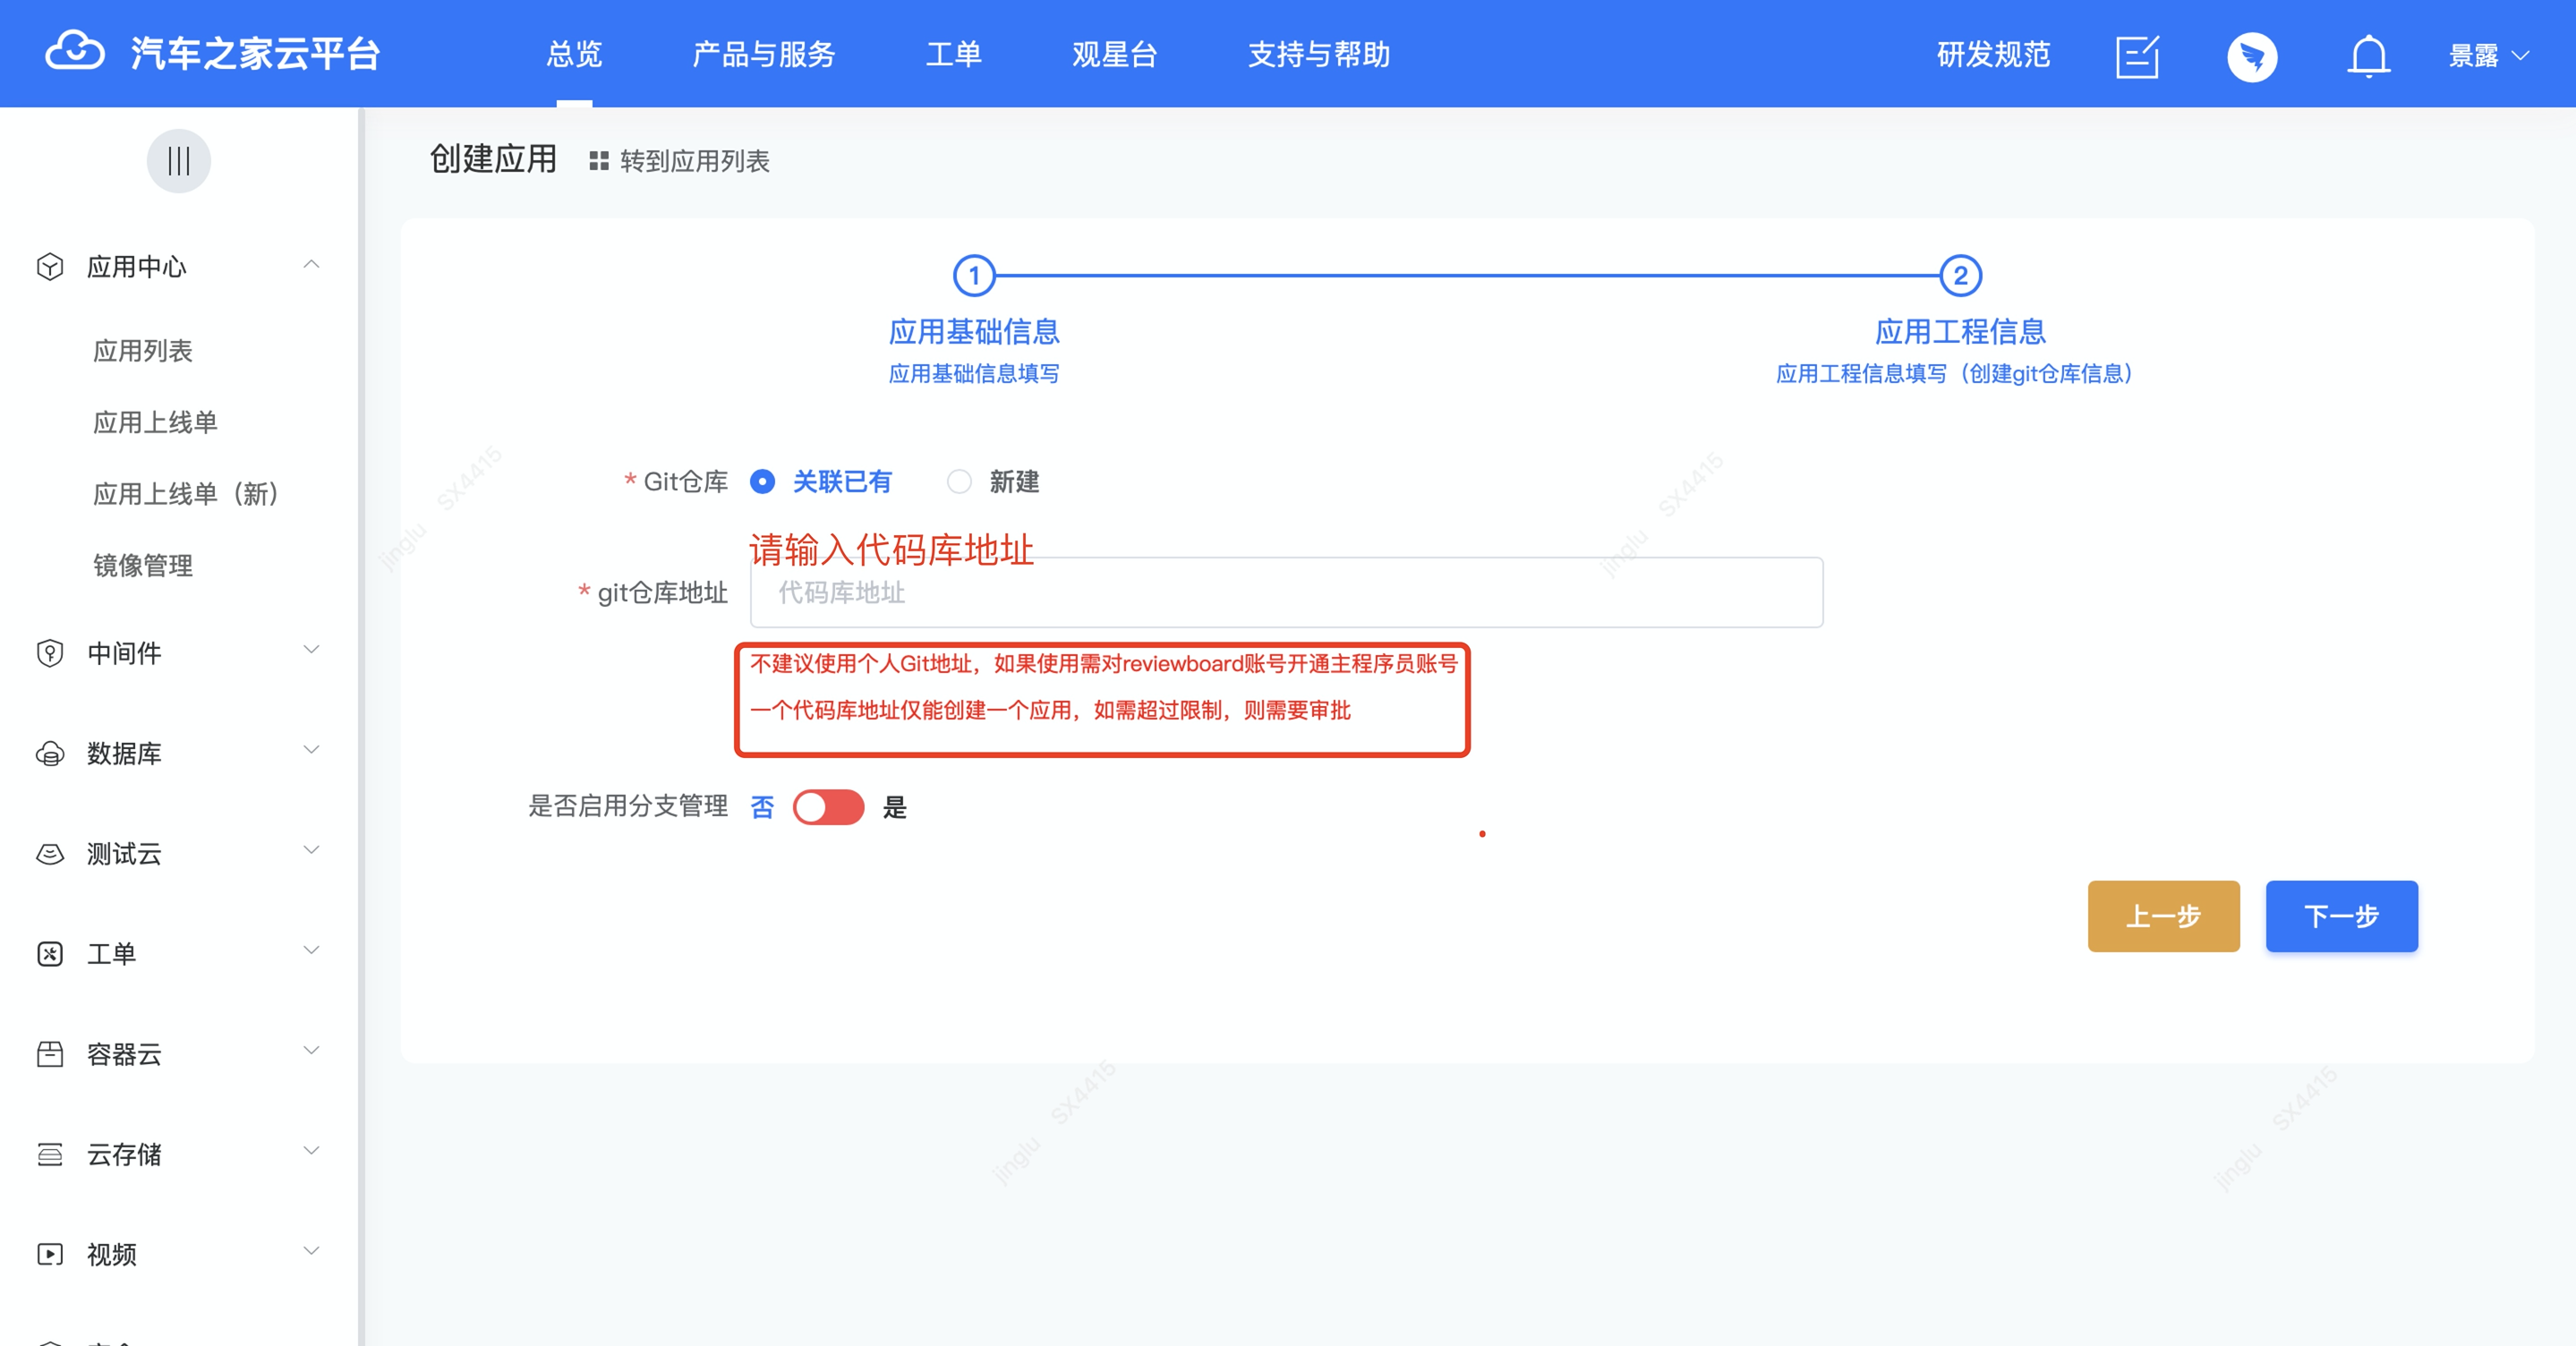 汽车之家云平台
总览
产品与服务
工单
观星台
支持与帮助
研发规范
景露
创建应用
转到应用列表
应用中心
应用列表
应用上线单
应用上线单（新）
镜像管理
中间件
数据库
测试云
工单
容器云
云存储
视频
1
2
应用基础信息
应用工程信息
应用基础信息填写
应用工程信息填写（创建git仓库信息）
* Git仓库
关联已有
新建
请输入代码库地址
* git仓库地址
代码库地址
不建议使用个人Git地址，如果使用需对reviewboard账号开通主程序员账号
一个代码库地址仅能创建一个应用，如需超过限制，则需要审批
是否启用分支管理
否
是
上一步
下一步
jinglu SX4415
jinglu SX4415
jinglu SX4415
jinglu SX4415